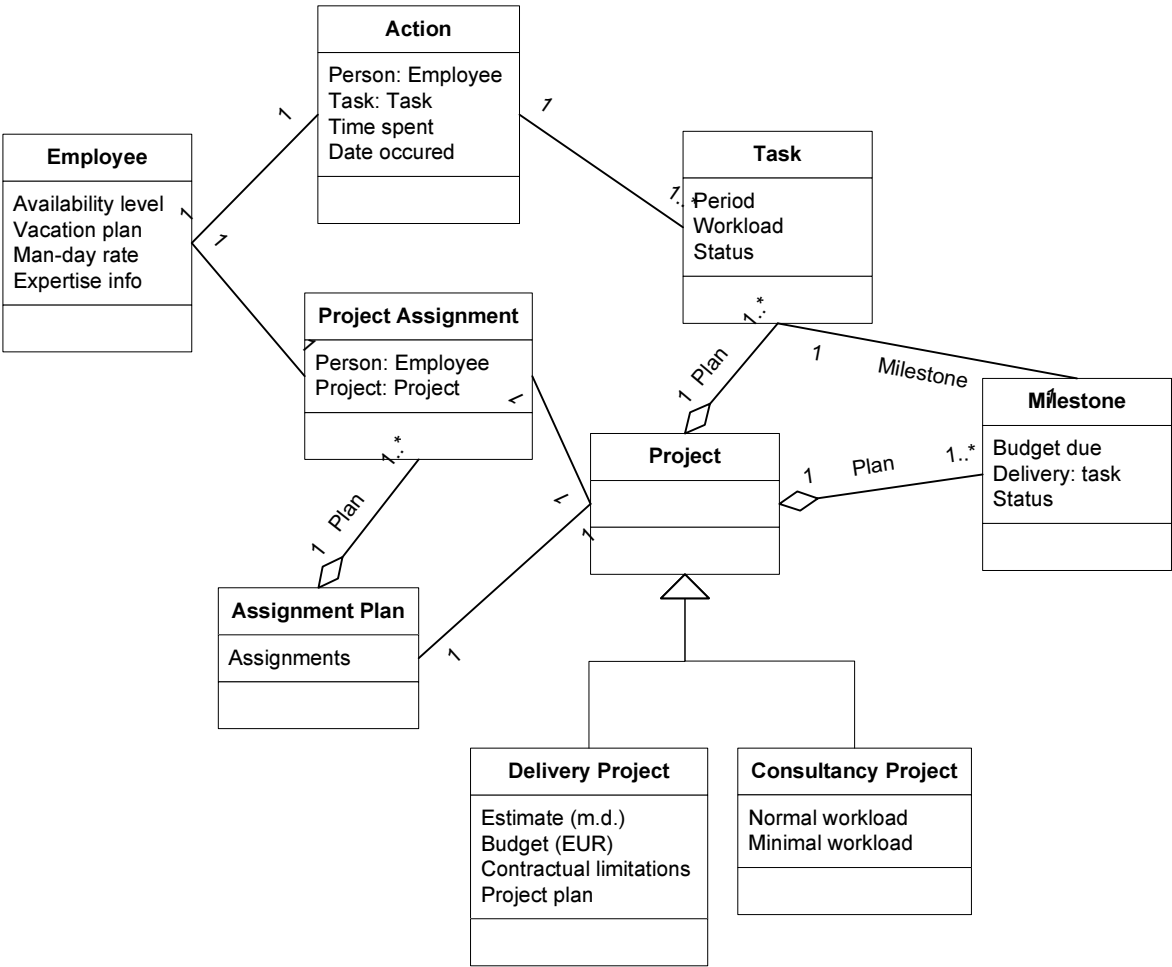 Action
Person: Employee
Task: Task
Time spent
Date occured
1
1
1
1..*
Employee
Availability level
Vacation plan
Man-day rate
Expertise info
1
1
Task
Period
Workload
Status
1..*
1
Milestone
1
Plan
Project Assignment
Person: Employee
Project: Project
1
1
1..*
1
Plan
1
1
1
Project
1
Plan
1..*
Milestone
Budget due
Delivery: task
Status
1
Assignment Plan
Assignments
Delivery Project
Estimate (m.d.)
Budget (EUR)
Contractual limitations
Project plan
Consultancy Project
Normal workload
Minimal workload